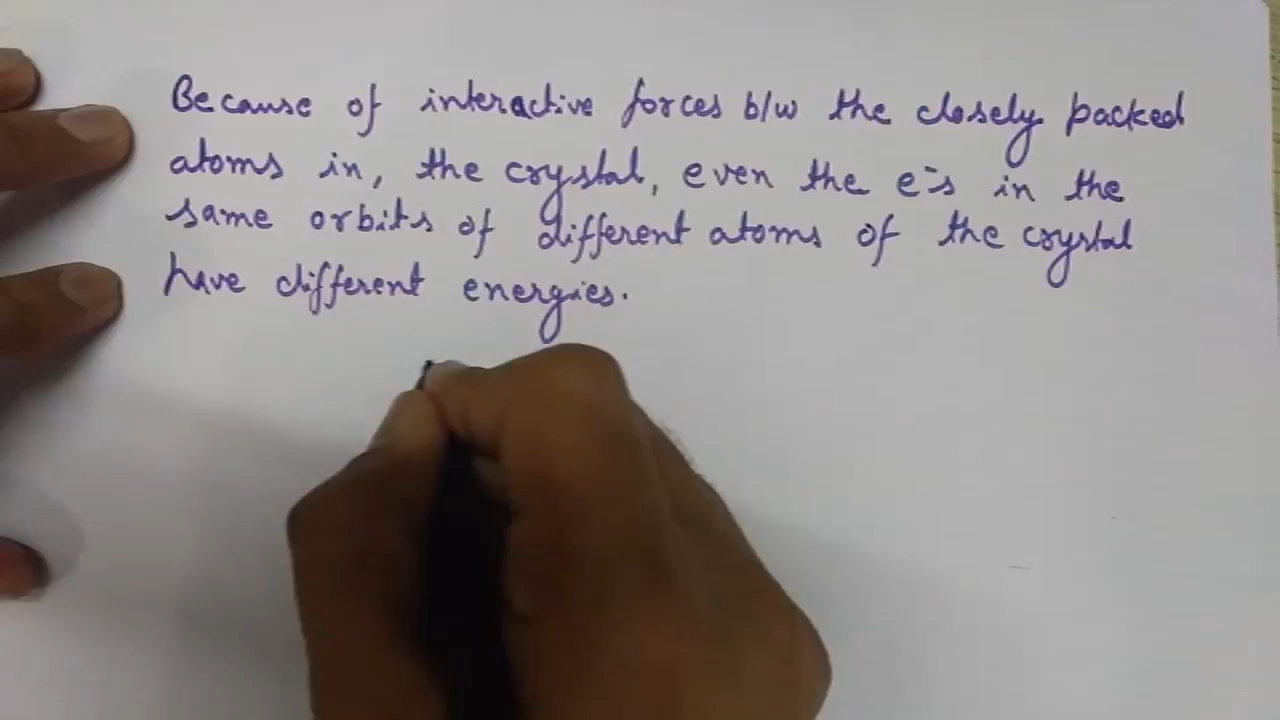 Because of interactive forces b/w the closely packed
atoms in, the crystal, even the e⁻s in the
same orbits of different atoms of the crystal
have different energies.